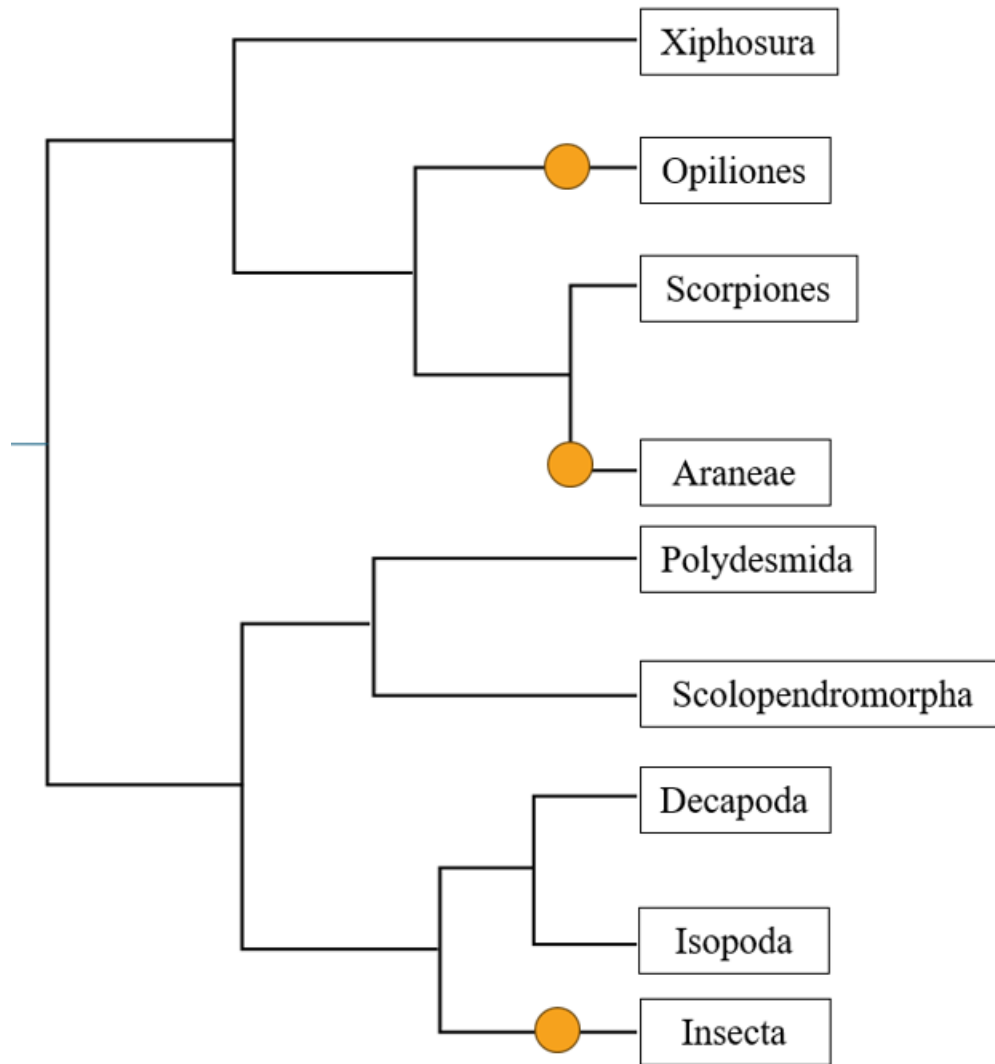 Xiphosura
Opiliones
Scorpiones
Araneae
Polydesmida
Scolopendromorpha
Decapoda
Isopoda
Insecta